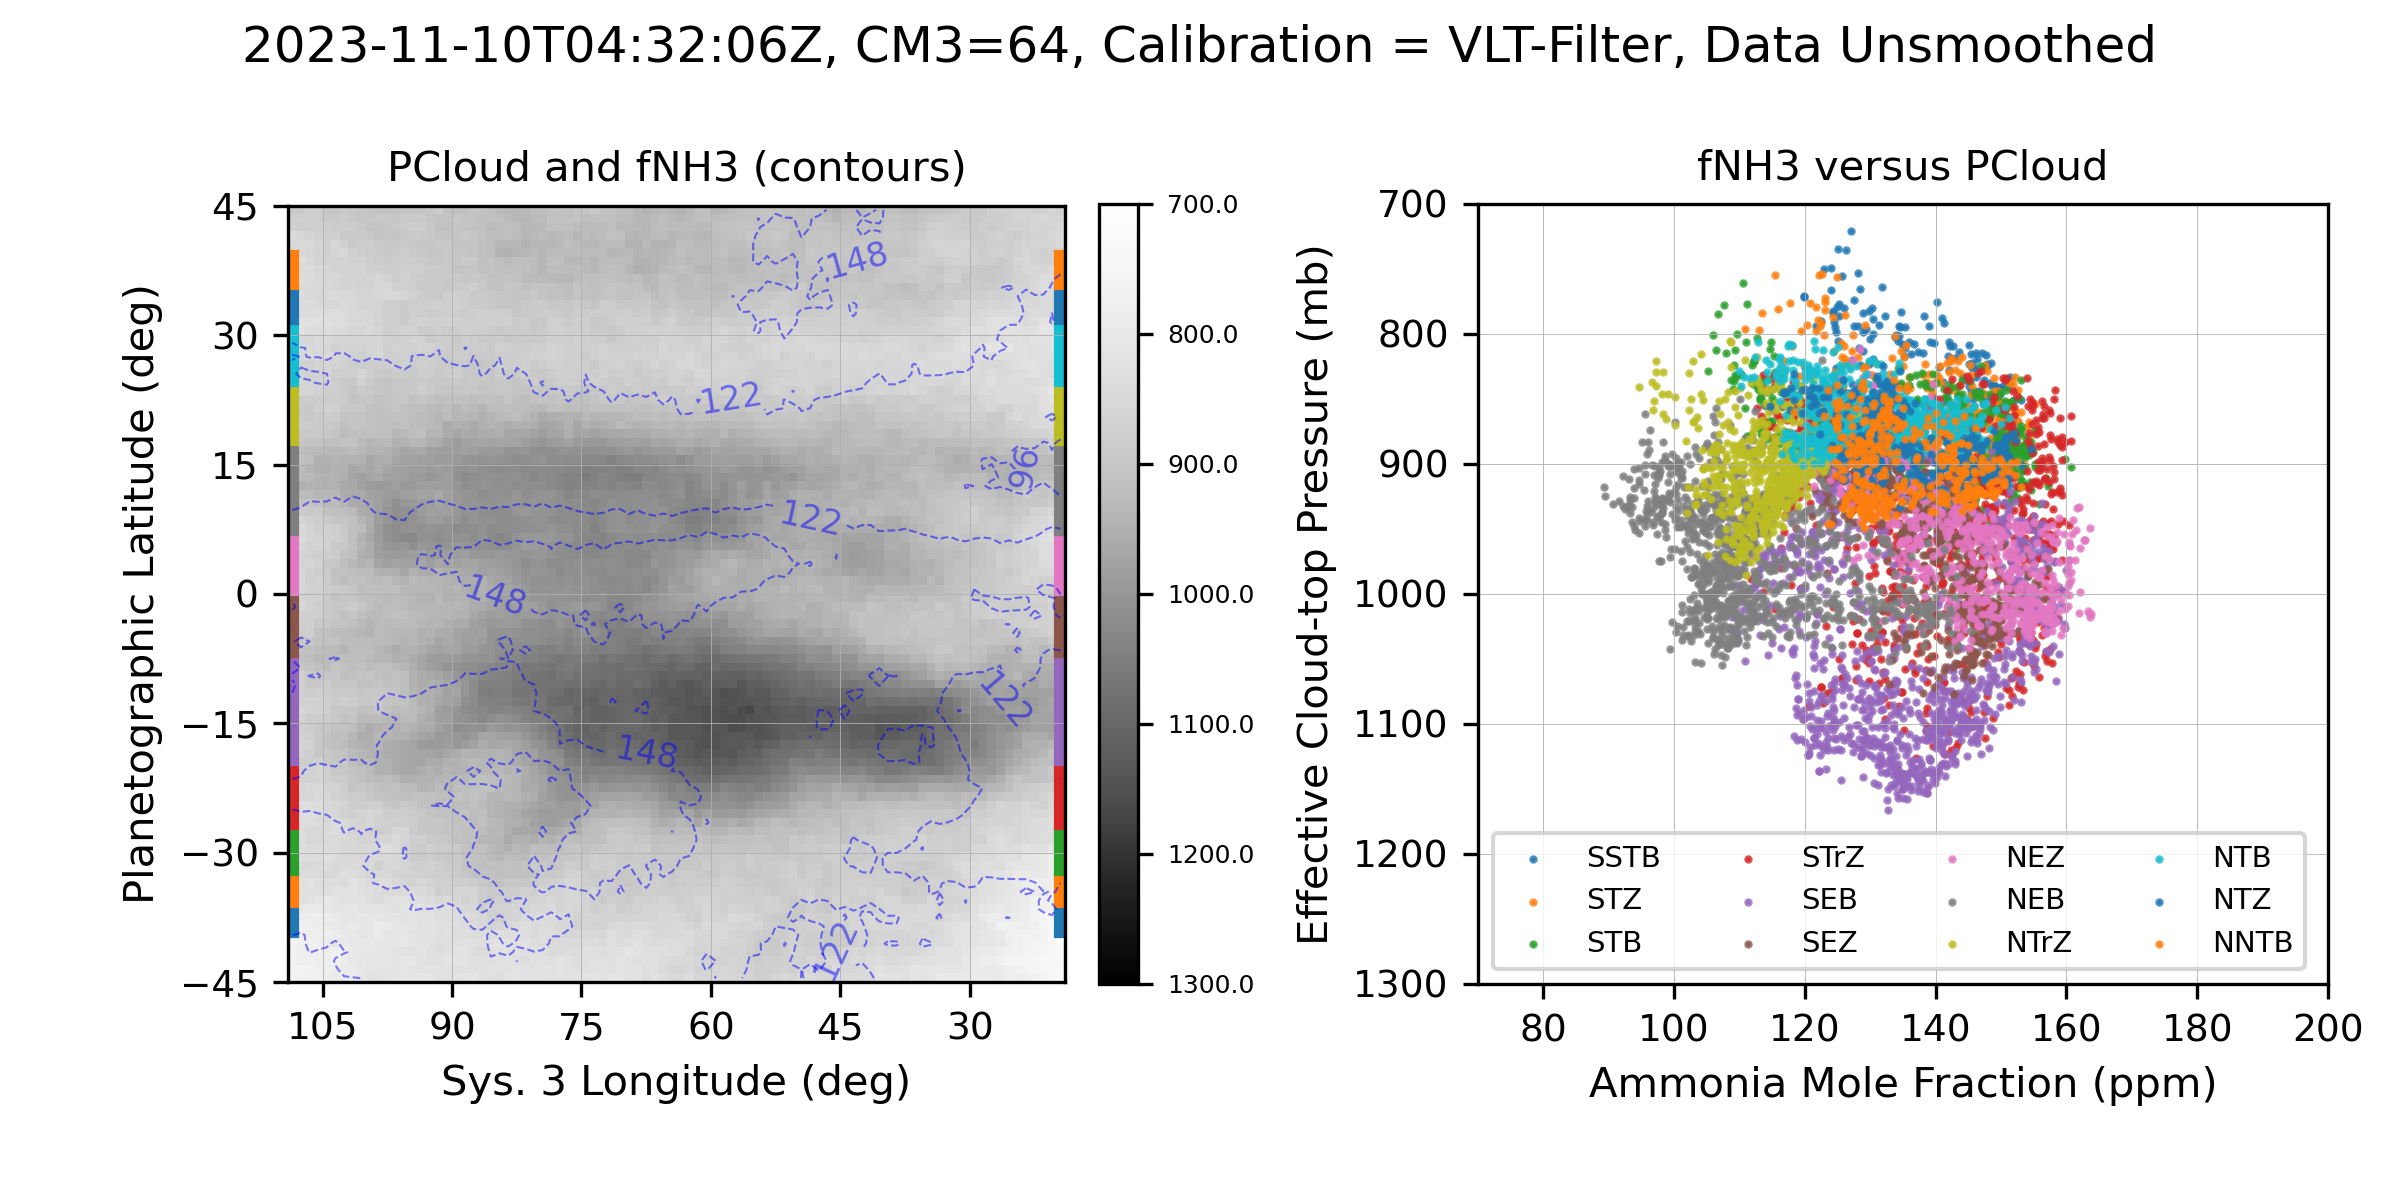 2023-11-10T04:32:06Z, CM3=64, Calibration = VLT-Filter, Data Unsmoothed
PCloud and fNH3 (contours)
Planetographic Latitude (deg)
45
30
15
0
−15
−30
−45
105 90 75 60 45 30
Sys. 3 Longitude (deg)
148
122
96
122
148
122
148
122
700.0
800.0
900.0
1000.0
1100.0
1200.0
1300.0
fNH3 versus PCloud
Effective Cloud-top Pressure (mb)
700
800
900
1000
1100
1200
1300
SSTB STrZ NEZ NTB
STZ SEB NEB NTZ
STB SEZ NTrZ NNTB
80 100 120 140 160 180 200
Ammonia Mole Fraction (ppm)